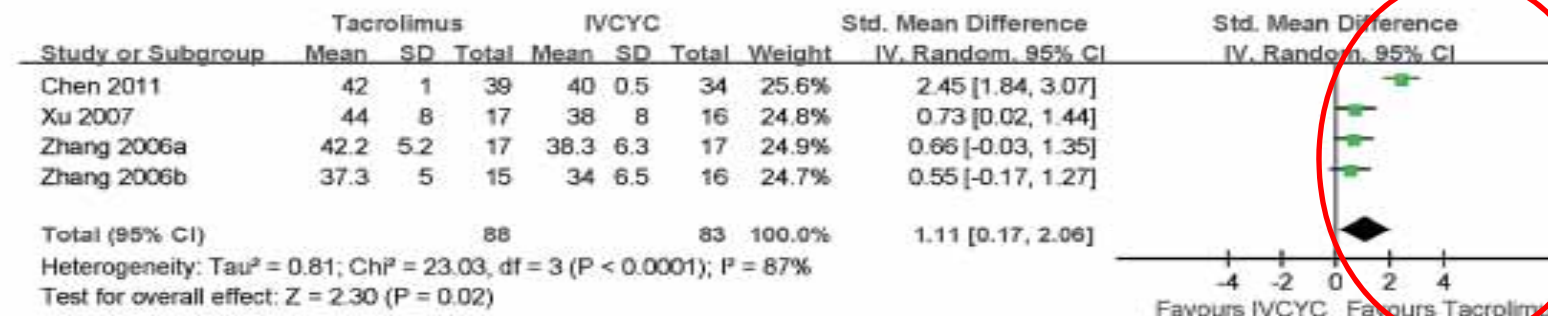 Tacrolimus IVCYC Std. Mean Difference Std. Mean Difference
Study or Subgroup Mean SD Total Mean SD Total Weight IV. Random. 95% CI IV. Random. 95% CI
Chen 2011 42 1 39 40 0.5 34 25.6% 2.45 [1.84, 3.07]
Xu 2007 44 8 17 38 8 16 24.8% 0.73 [0.02, 1.44]
Zhang 2006a 42.2 5.2 17 38.3 6.3 17 24.9% 0.66 [-0.03, 1.35]
Zhang 2006b 37.3 5 15 34 6.5 16 24.7% 0.55 [-0.17, 1.27]
Total (95% CI) 88 83 100.0% 1.11 [0.17, 2.06]
Heterogeneity: Tau² = 0.81; Chi² = 23.03, df = 3 (P < 0.0001); I² = 87%
Test for overall effect: Z = 2.30 (P = 0.02)
-4 -2 0 2 4
Favours IVCYC Favours Tacrolimu